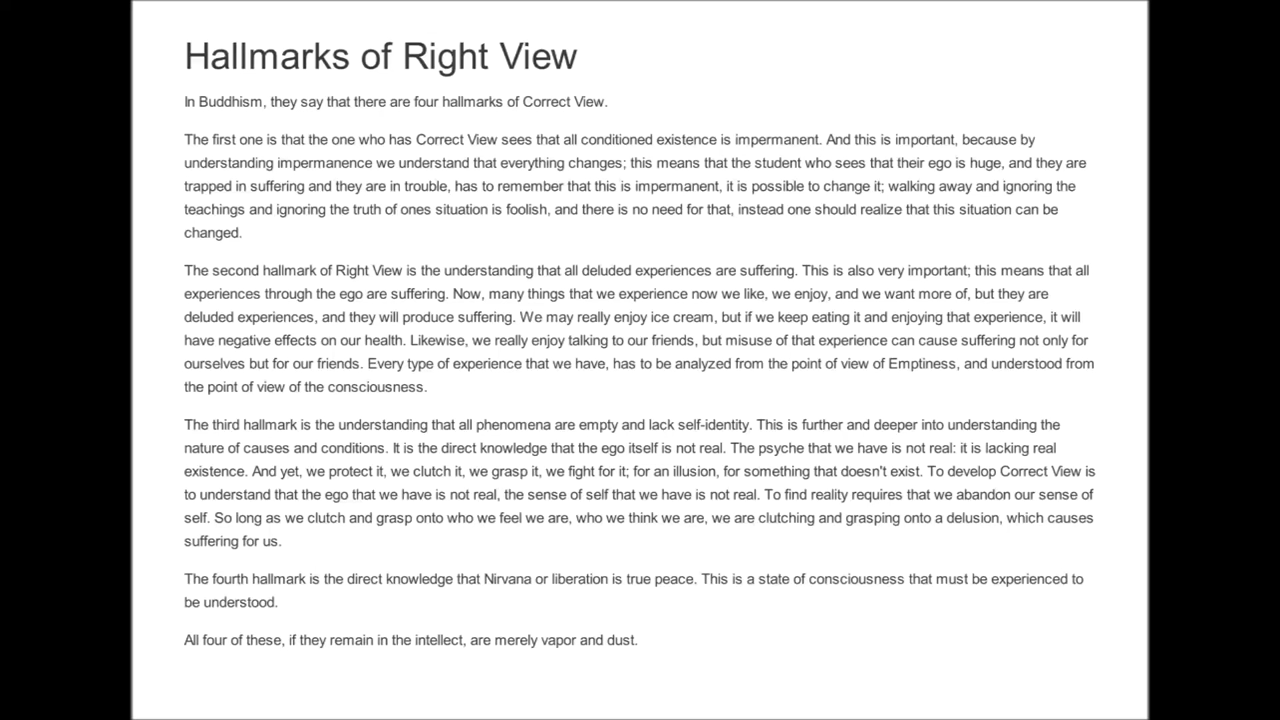 Hallmarks of Right View
In Buddhism, they say that there are four hallmarks of Correct View.
The first one is that the one who has Correct View sees that all conditioned existence is impermanent. And this is important, because by
understanding impermanence we understand that everything changes; this means that the student who sees that their ego is huge, and they are
trapped in suffering and they are in trouble, has to remember that this is impermanent, it is possible to change it; walking away and ignoring the
teachings and ignoring the truth of ones situation is foolish, and there is no need for that, instead one should realize that this situation can be
changed.
The second hallmark of Right View is the understanding that all deluded experiences are suffering. This is also very important; this means that all
experiences through the ego are suffering. Now, many things that we experience now we like, we enjoy, and we want more of, but they are
deluded experiences, and they will produce suffering. We may really enjoy ice cream, but if we keep eating it and enjoying that experience, it will
have negative effects on our health. Likewise, we really enjoy talking to our friends, but misuse of that experience can cause suffering not only for
ourselves but for our friends. Every type of experience that we have, has to be analyzed from the point of view of Emptiness, and understood from
the point of view of the consciousness.
The third hallmark is the understanding that all phenomena are empty and lack self-identity. This is further and deeper into understanding the
nature of causes and conditions. It is the direct knowledge that the ego itself is not real. The psyche that we have is not real: it is lacking real
existence. And yet, we protect it, we clutch it, we grasp it, we fight for it; for an illusion, for something that doesn't exist. To develop Correct View is
to understand that the ego that we have is not real, the sense of self that we have is not real. To find reality requires that we abandon our sense of
self. So long as we clutch and grasp onto who we feel we are, who we think we are, we are clutching and grasping onto a delusion, which causes
suffering for us.
The fourth hallmark is the direct knowledge that Nirvana or liberation is true peace. This is a state of consciousness that must be experienced to
be understood.
All four of these, if they remain in the intellect, are merely vapor and dust.